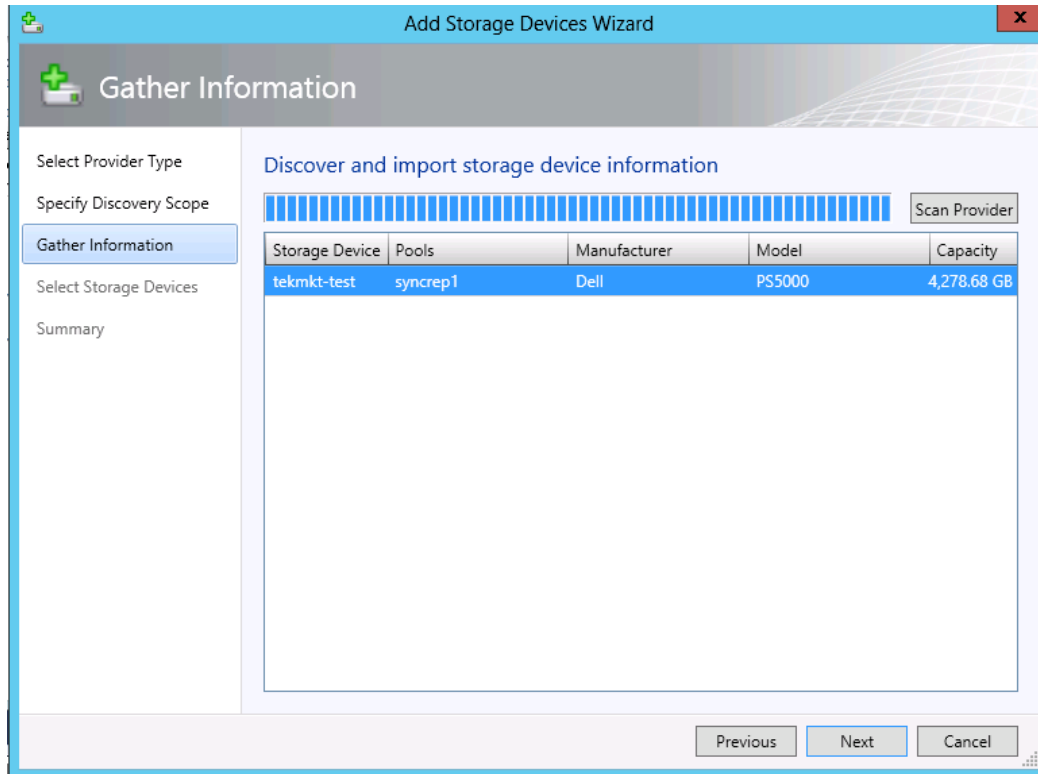 Add Storage Devices Wizard
x
Gather Information
Select Provider Type
Specify Discovery Scope
Gather Information
Select Storage Devices
Summary
Discover and import storage device information
Scan Provider
Storage Device Pools Manufacturer Model Capacity
tekmkt-test syncrep1 Dell PS5000 4,278.68 GB
Previous Next Cancel